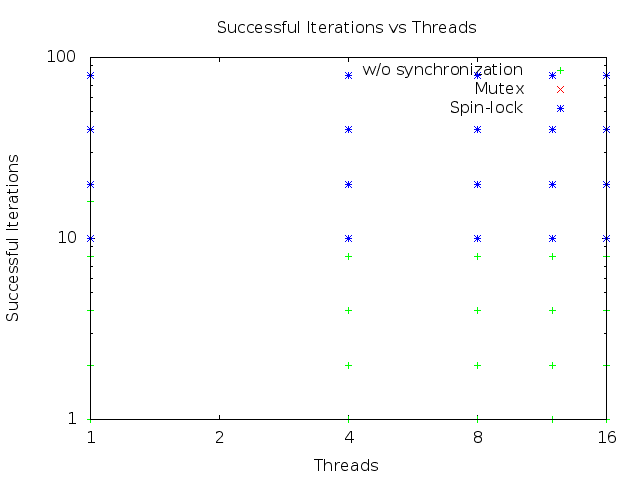 Successful Iterations vs Threads
100
w/o synchronization
Mutex
Spin-lock
Successful Iterations
10
1
1 2 4 8 16
Threads